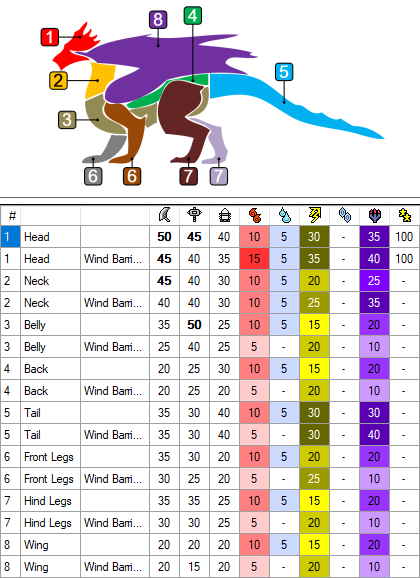 8 4
1
5
2
3
6 6 7 7
#
1 Head 50 45 40 10 5 30 - 35 100
1 Head Wind Barri... 45 40 35 15 5 35 - 40 100
2 Neck 45 40 30 10 5 20 - 25 -
2 Neck Wind Barri... 40 40 30 10 5 25 - 35 -
3 Belly 35 50 25 10 5 15 - 20 -
3 Belly Wind Barri... 35 40 25 5 - 20 - 10 -
4 Back 20 25 30 10 5 15 - 20 -
4 Back Wind Barri... 20 25 20 5 - 20 - 10 -
5 Tail 35 30 40 10 5 30 - 30 -
5 Tail Wind Barri... 35 30 40 5 - 30 - 40 -
6 Front Legs 35 30 20 10 5 20 - 20 -
6 Front Legs Wind Barri... 30 25 20 5 - 25 - 10 -
7 Hind Legs 35 35 25 10 5 15 - 20 -
7 Hind Legs Wind Barri... 30 30 25 5 - 20 - 10 -
8 Wing 20 20 20 10 5 15 - 20 -
8 Wing Wind Barri... 20 15 20 5 - 20 - 10 -